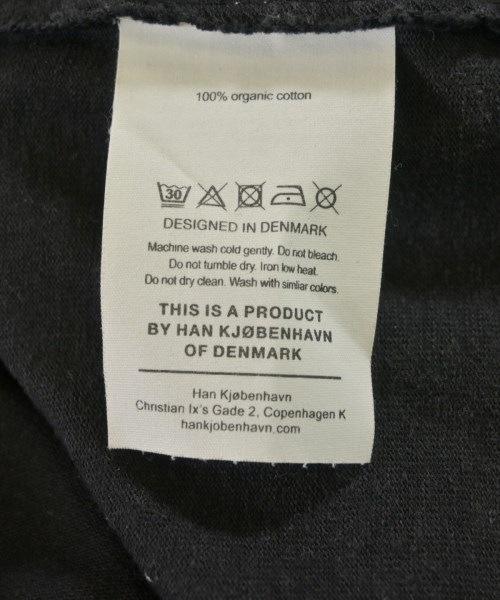 100% organic cotton
30
DESIGNED IN DENMARK
Machine wash cold gently. Do not bleach.
Do not tumble dry. Iron low heat.
Do not dry clean. Wash with simliar colors.
THIS IS A PRODUCT
BY HAN KJØBENHAVN
OF DENMARK
Han Kjøbenhavn
Christian Ix's Gade 2, Copenhagen K
hankjobenhavn.com